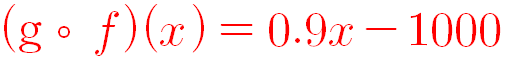 (g ∘ f)(x) = 0.9x − 1000